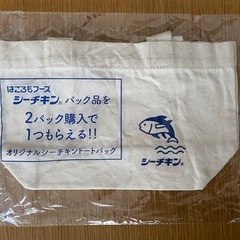 はごろもフーズ
シーチキン® パック品を
2パック購入で
1つもらえる!!
オリジナルシーチキントートバッグ
シーチキン®